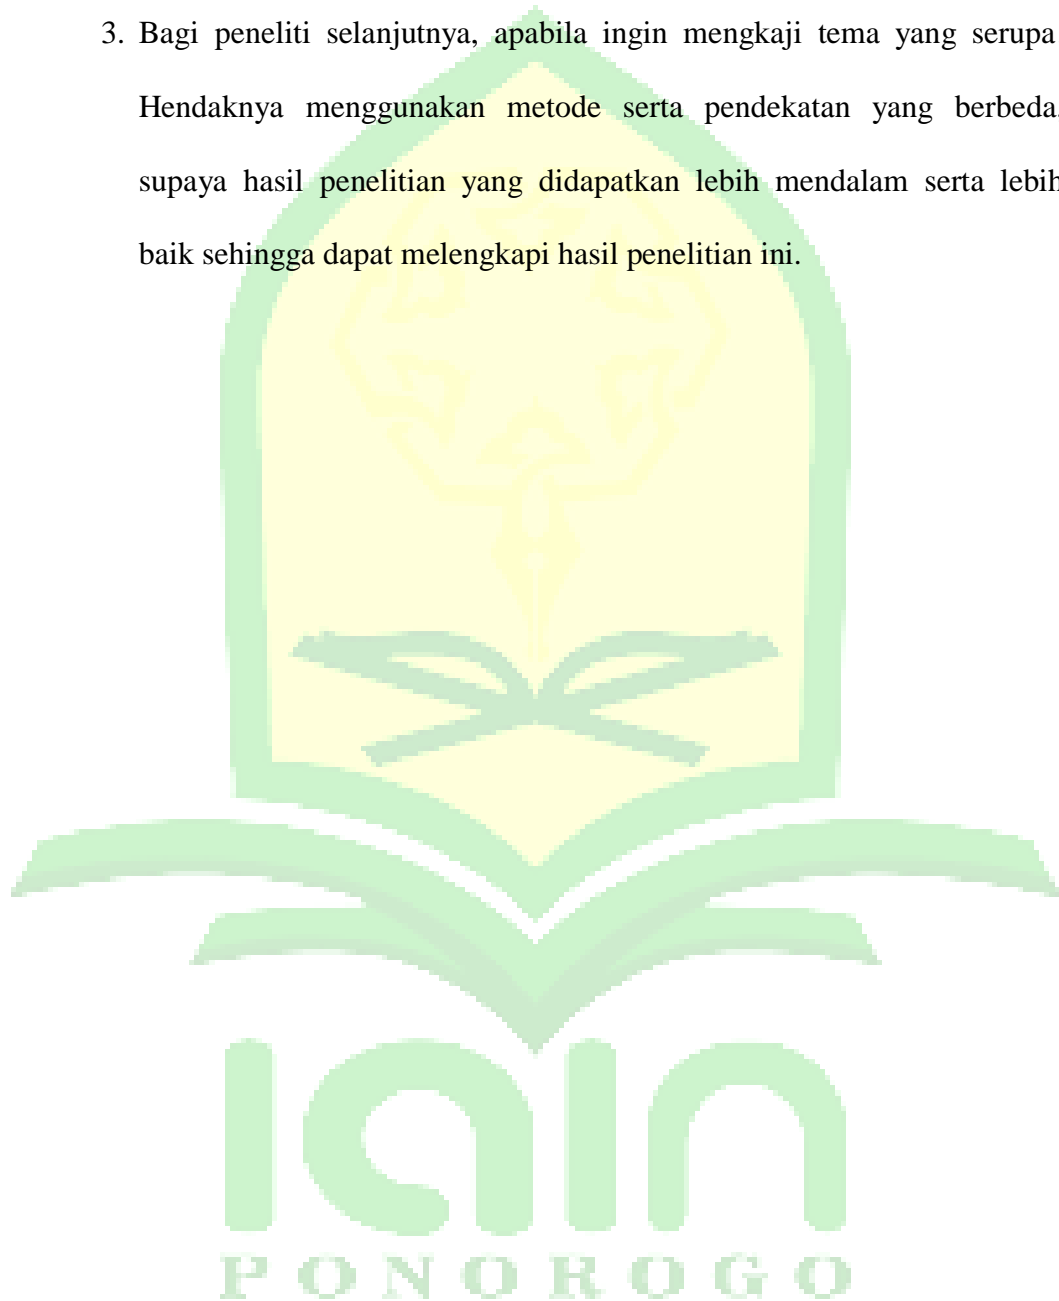 3. Bagi peneliti selanjutnya, apabila ingin mengkaji tema yang serupa
Hendaknya menggunakan metode serta pendekatan yang berbeda.
supaya hasil penelitian yang didapatkan lebih mendalam serta lebih
baik sehingga dapat melengkapi hasil penelitian ini.
iain
PONOROGO